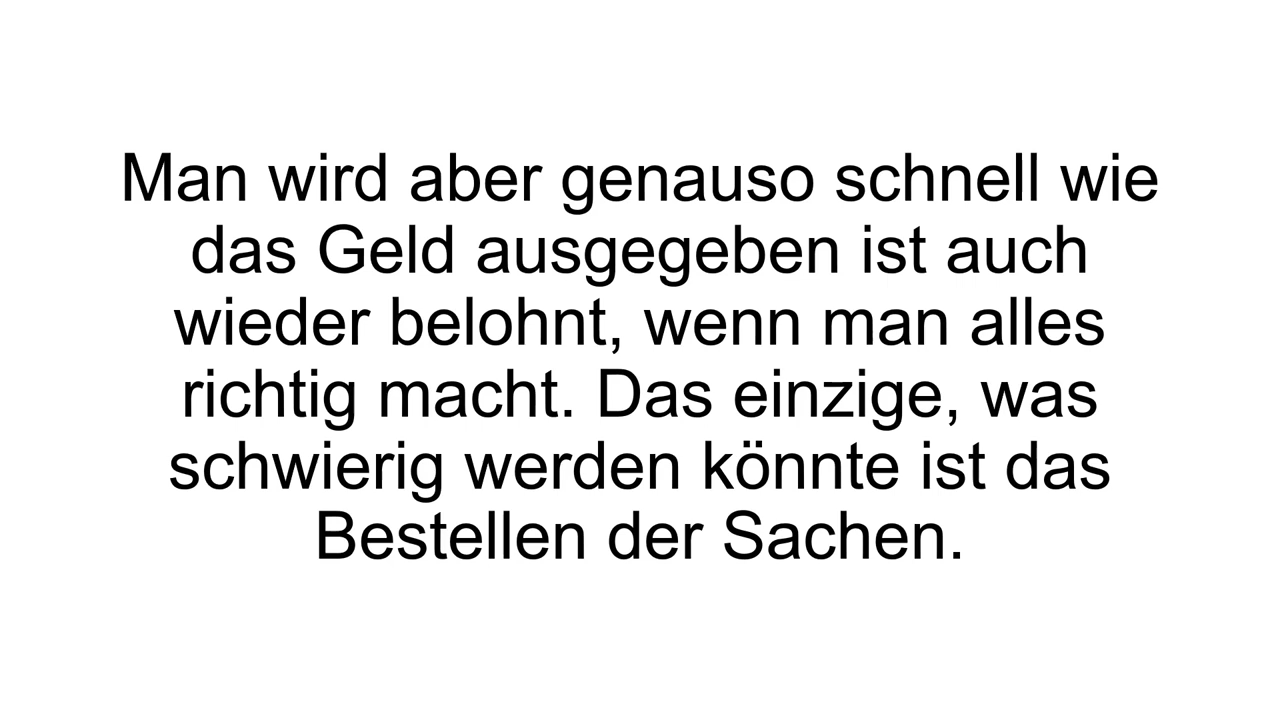 Man wird aber genauso schnell wie
das Geld ausgegeben ist auch
wieder belohnt, wenn man alles
richtig macht. Das einzige, was
schwierig werden könnte ist das
Bestellen der Sachen.